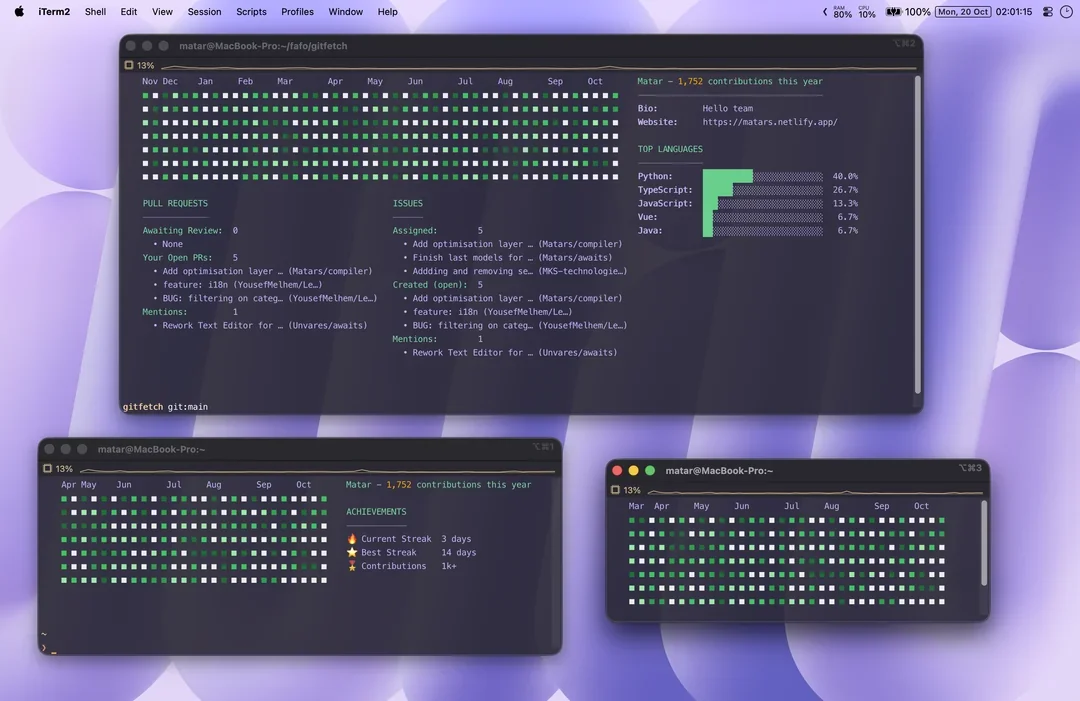 iTerm2 Shell Edit View Session Scripts Profiles Window Help RAM 80% CPU 10% 100% Mon, 20 Oct 02:01:15
matar@MacBook-Pro:~/fafo/gitfetch ⌥⌘2
13%
Nov Dec Jan Feb Mar Apr May Jun Jul Aug Sep Oct
Matar – 1,752 contributions this year
Bio: Hello team
Website: https://matars.netlify.app/
TOP LANGUAGES
Python: 40.0%
TypeScript: 26.7%
JavaScript: 13.3%
Vue: 6.7%
Java: 6.7%
PULL REQUESTS
Awaiting Review: 0
• None
Your Open PRs: 5
• Add optimisation layer … (Matars/compiler)
• feature: i18n (YousefMelhem/Le…)
• BUG: filtering on categ… (YousefMelhem/Le…)
Mentions: 1
• Rework Text Editor for … (Unvares/awaits)
ISSUES
Assigned: 5
• Add optimisation layer … (Matars/compiler)
• Finish last models for … (Matars/awaits)
• Addding and removing se… (MKS-technologie…)
Created (open): 5
• Add optimisation layer … (Matars/compiler)
• feature: i18n (YousefMelhem/Le…)
• BUG: filtering on categ… (YousefMelhem/Le…)
Mentions: 1
• Rework Text Editor for … (Unvares/awaits)
gitfetch git:main
matar@MacBook-Pro:~ ⌥⌘1
13%
Apr May Jun Jul Aug Sep Oct
Matar – 1,752 contributions this year
ACHIEVEMENTS
🔥 Current Streak 3 days
⭐ Best Streak 14 days
🎖 Contributions 1k+
~
❯ _
matar@MacBook-Pro:~ ⌥⌘3
13%
Mar Apr May Jun Jul Aug Sep Oct